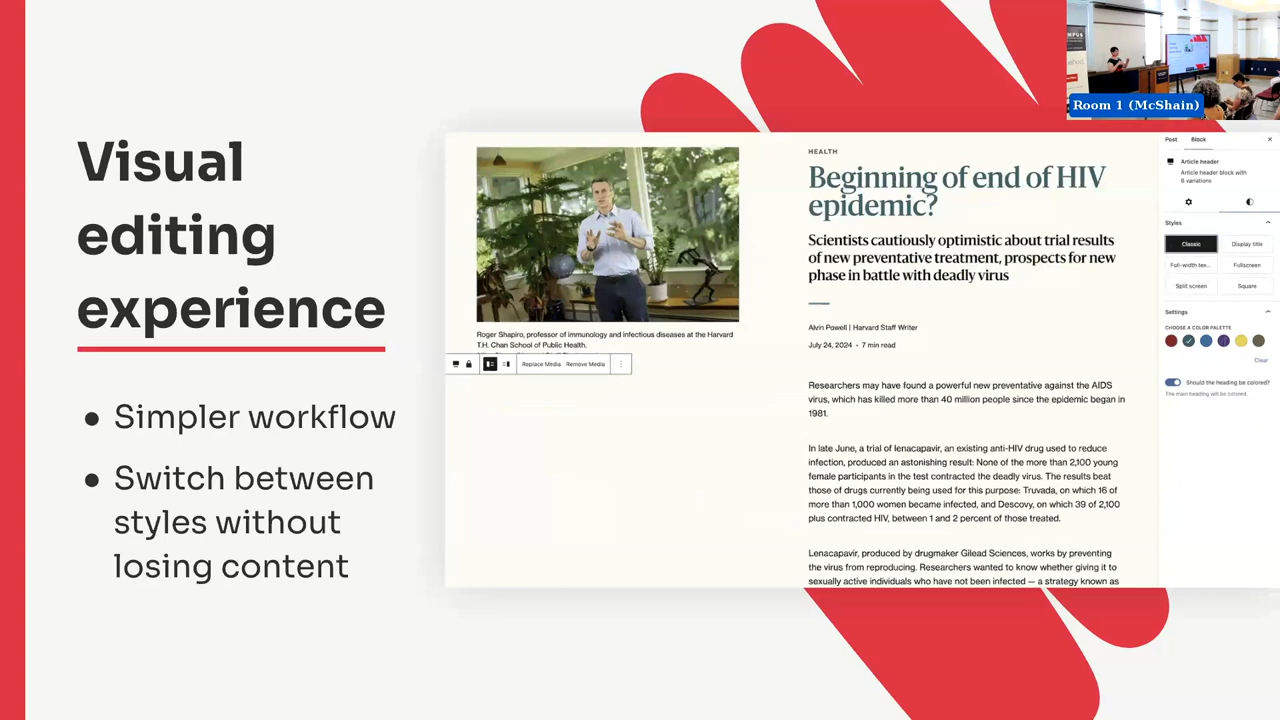 Visual
editing
experience
● Simpler workflow
● Switch between
styles without
losing content
Roger Shapiro, professor of immunology and infectious diseases at the Harvard
T.H. Chan School of Public Health.
Replace Media Remove Media
HEALTH
Beginning of end of HIV
epidemic?
Scientists cautiously optimistic about trial results
of new preventative treatment, prospects for new
phase in battle with deadly virus
Alvin Powell | Harvard Staff Writer
July 24, 2024 • 7 min read
Researchers may have found a powerful new preventative against the AIDS
virus, which has killed more than 40 million people since the epidemic began in
1981.
In late June, a trial of lenacapavir, an existing anti-HIV drug used to reduce
infection, produced an astonishing result: None of the more than 2,100 young
female participants in the test contracted the deadly virus. The results beat
those of drugs currently being used for this purpose: Truvada, on which 16 of
more than 1,000 women became infected, and Descovy, on which 39 of 2,100
plus contracted HIV, between 1 and 2 percent of those treated.
Lenacapavir, produced by drugmaker Gilead Sciences, works by preventing
the virus from reproducing. Researchers wanted to know whether giving it to
sexually active individuals who have not been infected — a strategy known as
Post Block
Article header
Article header block with
6 variations
Styles
Classic Display title
Full-width tex... Fullscreen
Split screen Square
Settings
CHOOSE A COLOR PALETTE
Clear
Should the heading be colored?
The main heading will be colored.
Room 1 (McShain)